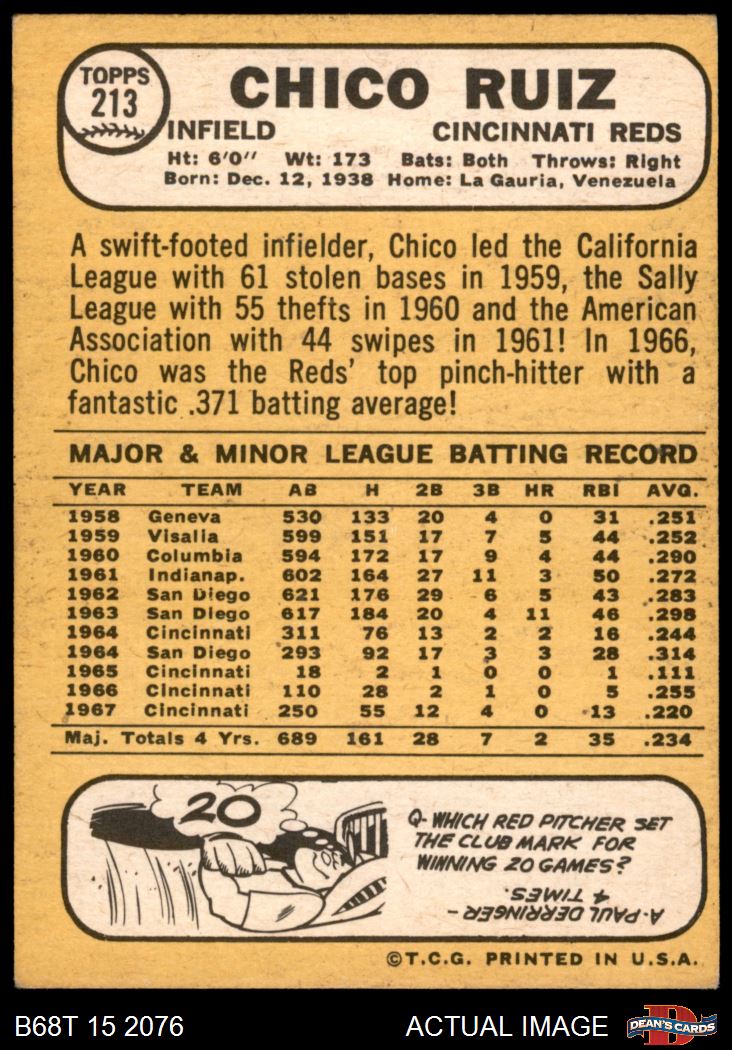 TOPPS
213
CHICO RUIZ
INFIELD CINCINNATI REDS
Ht: 6'0" Wt: 173 Bats: Both Throws: Right
Born: Dec. 12, 1938 Home: La Gauria, Venezuela
A swift-footed infielder, Chico led the California
League with 61 stolen bases in 1959, the Sally
League with 55 thefts in 1960 and the American
Association with 44 swipes in 1961! In 1966,
Chico was the Reds' top pinch-hitter with a
fantastic .371 batting average!
MAJOR & MINOR LEAGUE BATTING RECORD
YEAR TEAM AB H 2B 3B HR RBI AVG.
1958 Geneva 530 133 20 4 0 31 .251
1959 Visalia 599 151 17 7 5 44 .252
1960 Columbia 594 172 17 9 4 44 .290
1961 Indianap. 602 164 27 11 3 50 .272
1962 San Diego 621 176 29 6 5 43 .283
1963 San Diego 617 184 20 4 11 46 .298
1964 Cincinnati 311 76 13 2 2 16 .244
1964 San Diego 293 92 17 3 3 28 .314
1965 Cincinnati 18 2 1 0 0 1 .111
1966 Cincinnati 110 28 2 1 0 5 .255
1967 Cincinnati 250 55 12 4 0 13 .220
Maj. Totals 4 Yrs. 689 161 28 7 2 35 .234
20
Q- WHICH RED PITCHER SET
THE CLUB MARK FOR
WINNING 20 GAMES?
A- PAUL DERRINGER -
4 TIMES.
©T.C.G. PRINTED IN U.S.A.
B68T 15 2076 ACTUAL IMAGE
D
DEAN'S CARDS